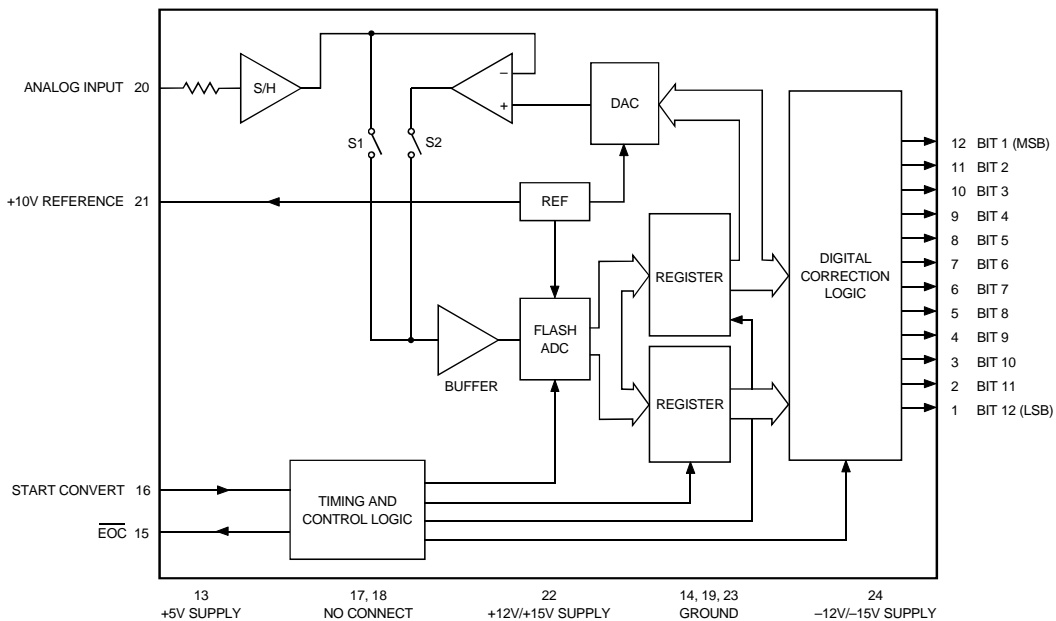 ANALOG INPUT 20
S/H
−
+
DAC
S1
S2
+10V REFERENCE 21
REF
REGISTER
FLASH
ADC
BUFFER
REGISTER
DIGITAL
CORRECTION
LOGIC
12 BIT 1 (MSB)
11 BIT 2
10 BIT 3
9 BIT 4
8 BIT 5
7 BIT 6
6 BIT 7
5 BIT 8
4 BIT 9
3 BIT 10
2 BIT 11
1 BIT 12 (LSB)
START CONVERT 16
EOC 15
TIMING AND
CONTROL LOGIC
13
+5V SUPPLY
17, 18
NO CONNECT
22
+12V/+15V SUPPLY
14, 19, 23
GROUND
24
–12V/–15V SUPPLY